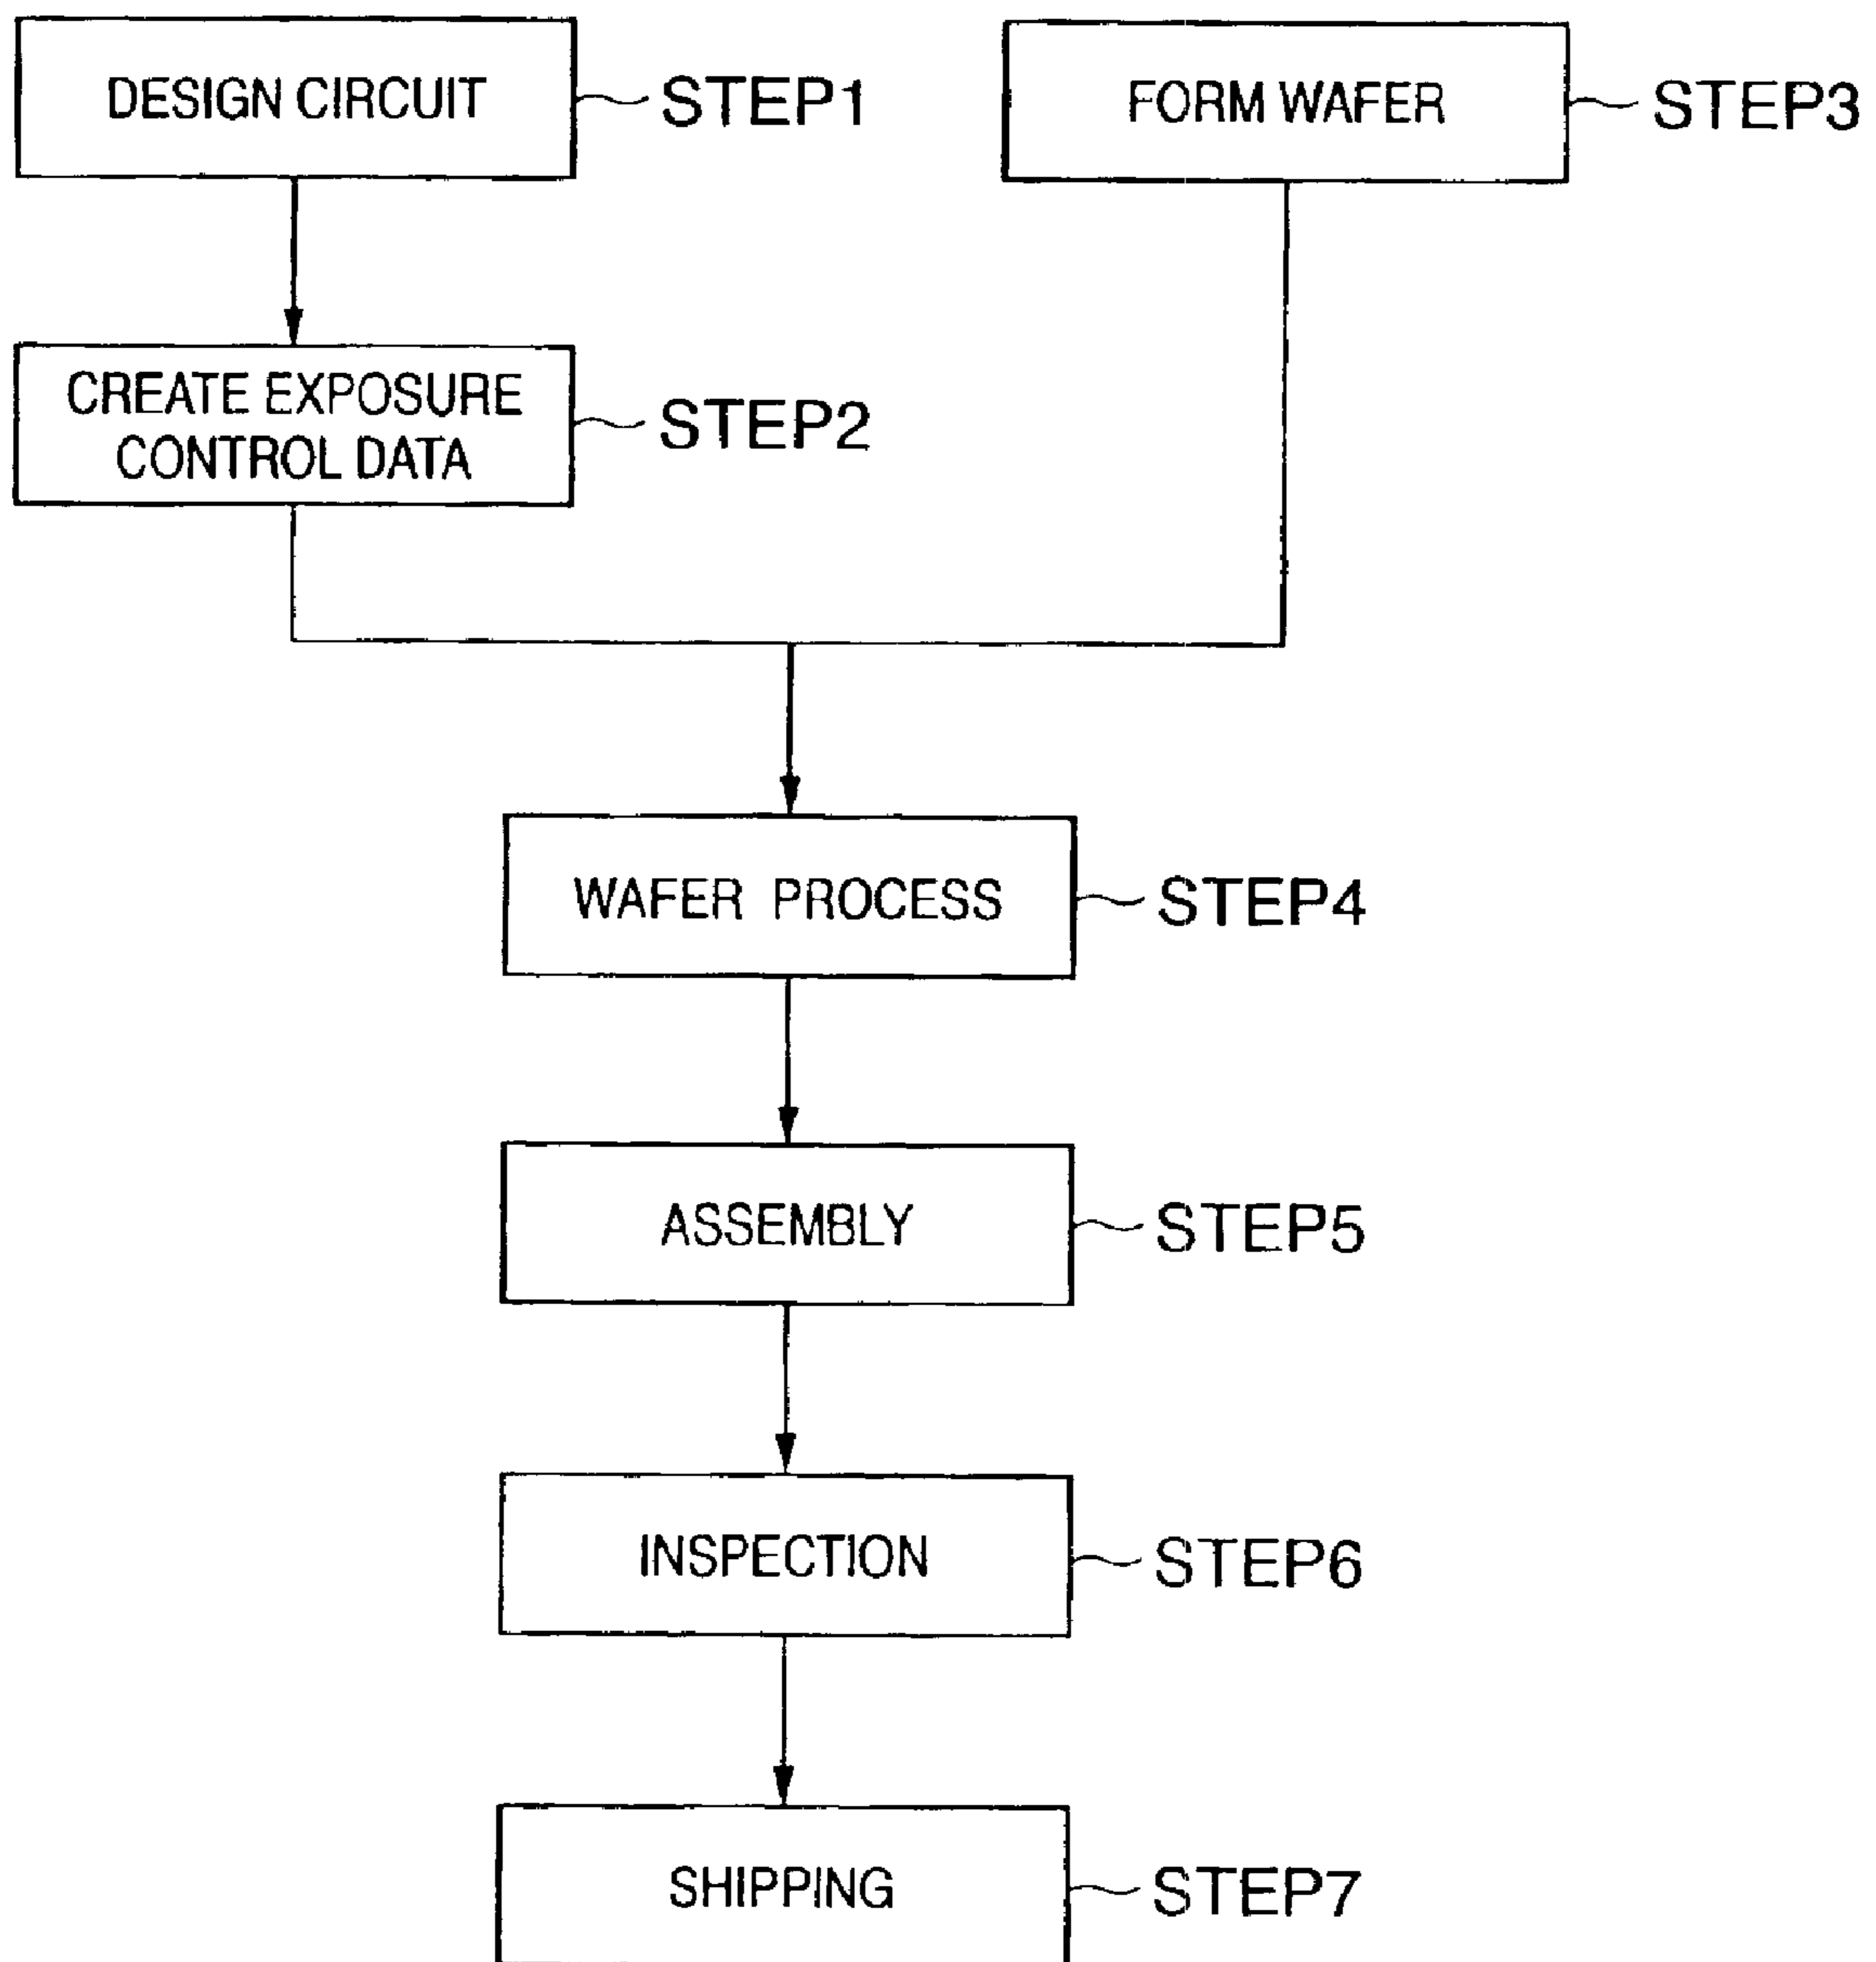 DESIGN CIRCUIT
STEP1
FORM WAFER
STEP3
CREATE EXPOSURE
CONTROL DATA
STEP2
WAFER PROCESS
STEP4
ASSEMBLY
STEP5
INSPECTION
STEP6
SHIPPING
STEP7